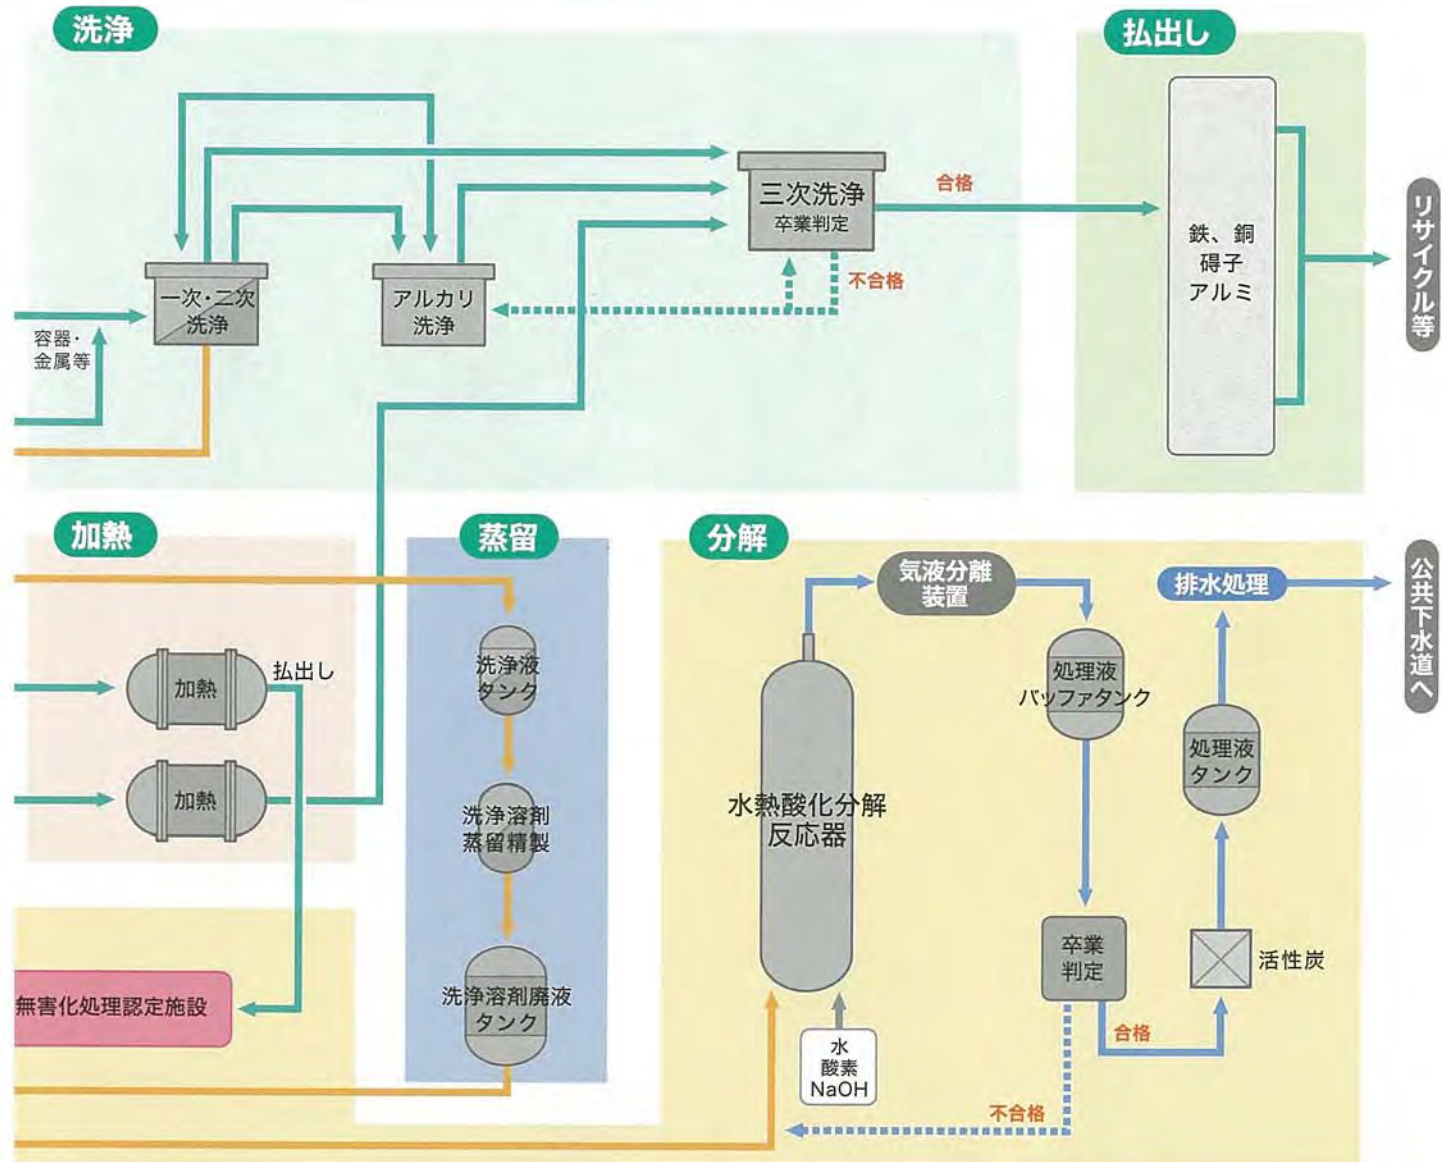 洗浄
一次・二次
洗浄
容器・
金属等
アルカリ
洗浄
三次洗浄
卒業判定
合格
不合格
払出し
鉄、銅
碍子
アルミ
リサイクル等
加熱
加熱
払出し
加熱
無害化処理認定施設
蒸留
洗浄液
タンク
洗浄溶剤
蒸留精製
洗浄溶剤廃液
タンク
分解
水熱酸化分解
反応器
水
酸素
NaOH
気液分離
装置
処理液
バッファタンク
卒業
判定
合格
不合格
活性炭
処理液
タンク
排水処理
公共下水道へ